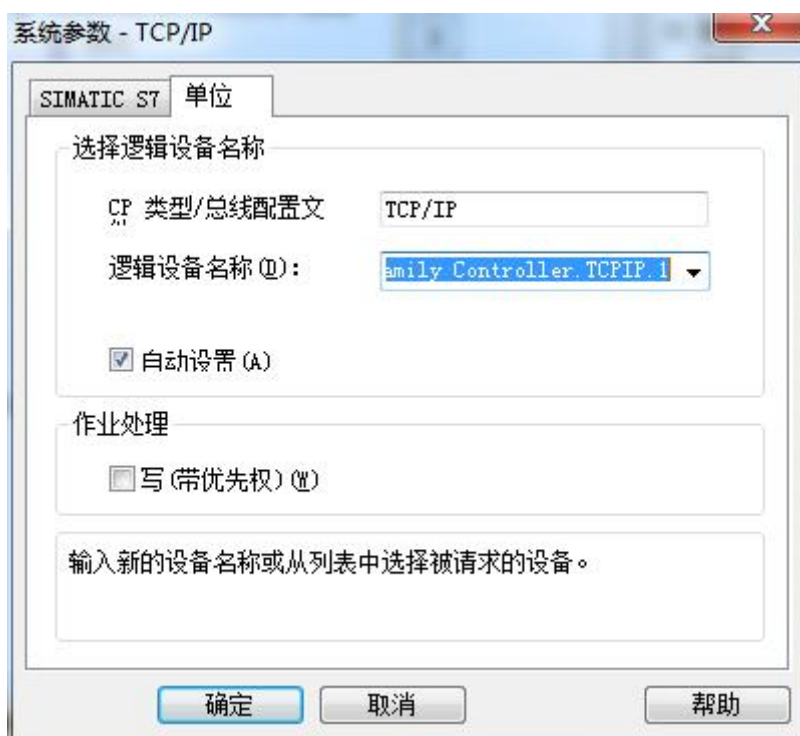 系统参数 - TCP/IP
SIMATIC S7 单位
选择逻辑设备名称
CP 类型/总线配置文 TCP/IP
逻辑设备名称(D): amily Controller.TCPIP.1
自动设置(A)
作业处理
写(带优先权)(W)
输入新的设备名称或从列表中选择被请求的设备。
确定 取消 帮助